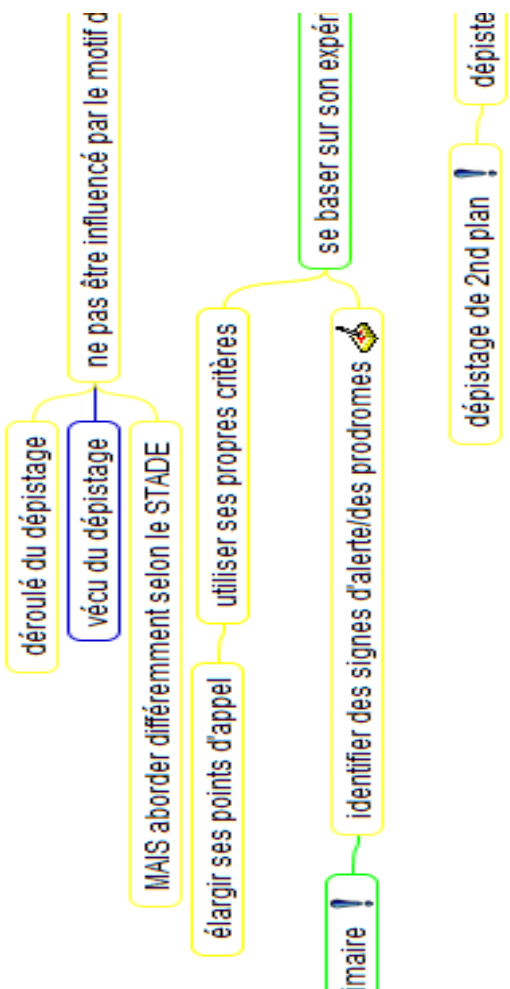 déroulé du dépistage
vécu du dépistage
MAIS aborder différemment selon le STADE
ne pas être influencé par le motif d
élargir ses points d'appel
utiliser ses propres critères
se baser sur son expéri
identifier des signes d'alerte/des prodromes
imaire
dépistage de 2nd plan
dépiste